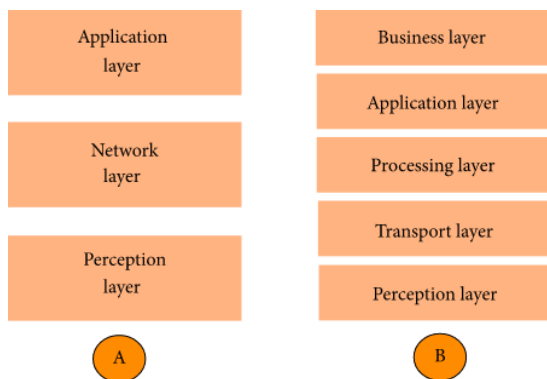 Application
layer
Network
layer
Perception
layer
A
Business layer
Application layer
Processing layer
Transport layer
Perception layer
B